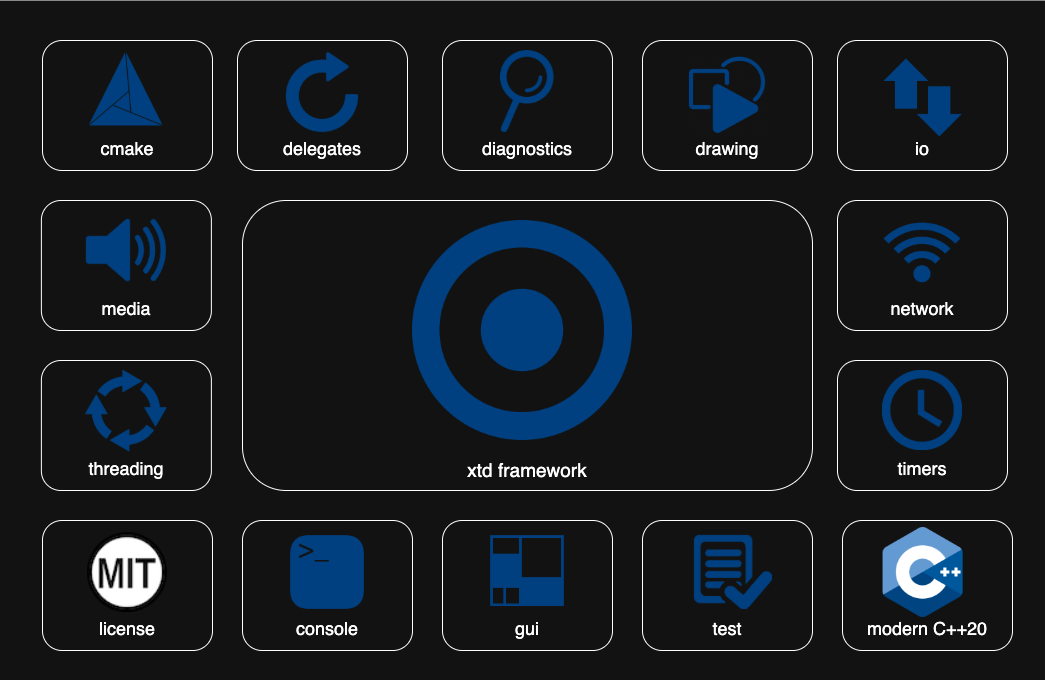 cmake
delegates
diagnostics
drawing
io
media
xtd framework
network
threading
timers
MIT
license
>_
console
gui
test
C++
modern C++20